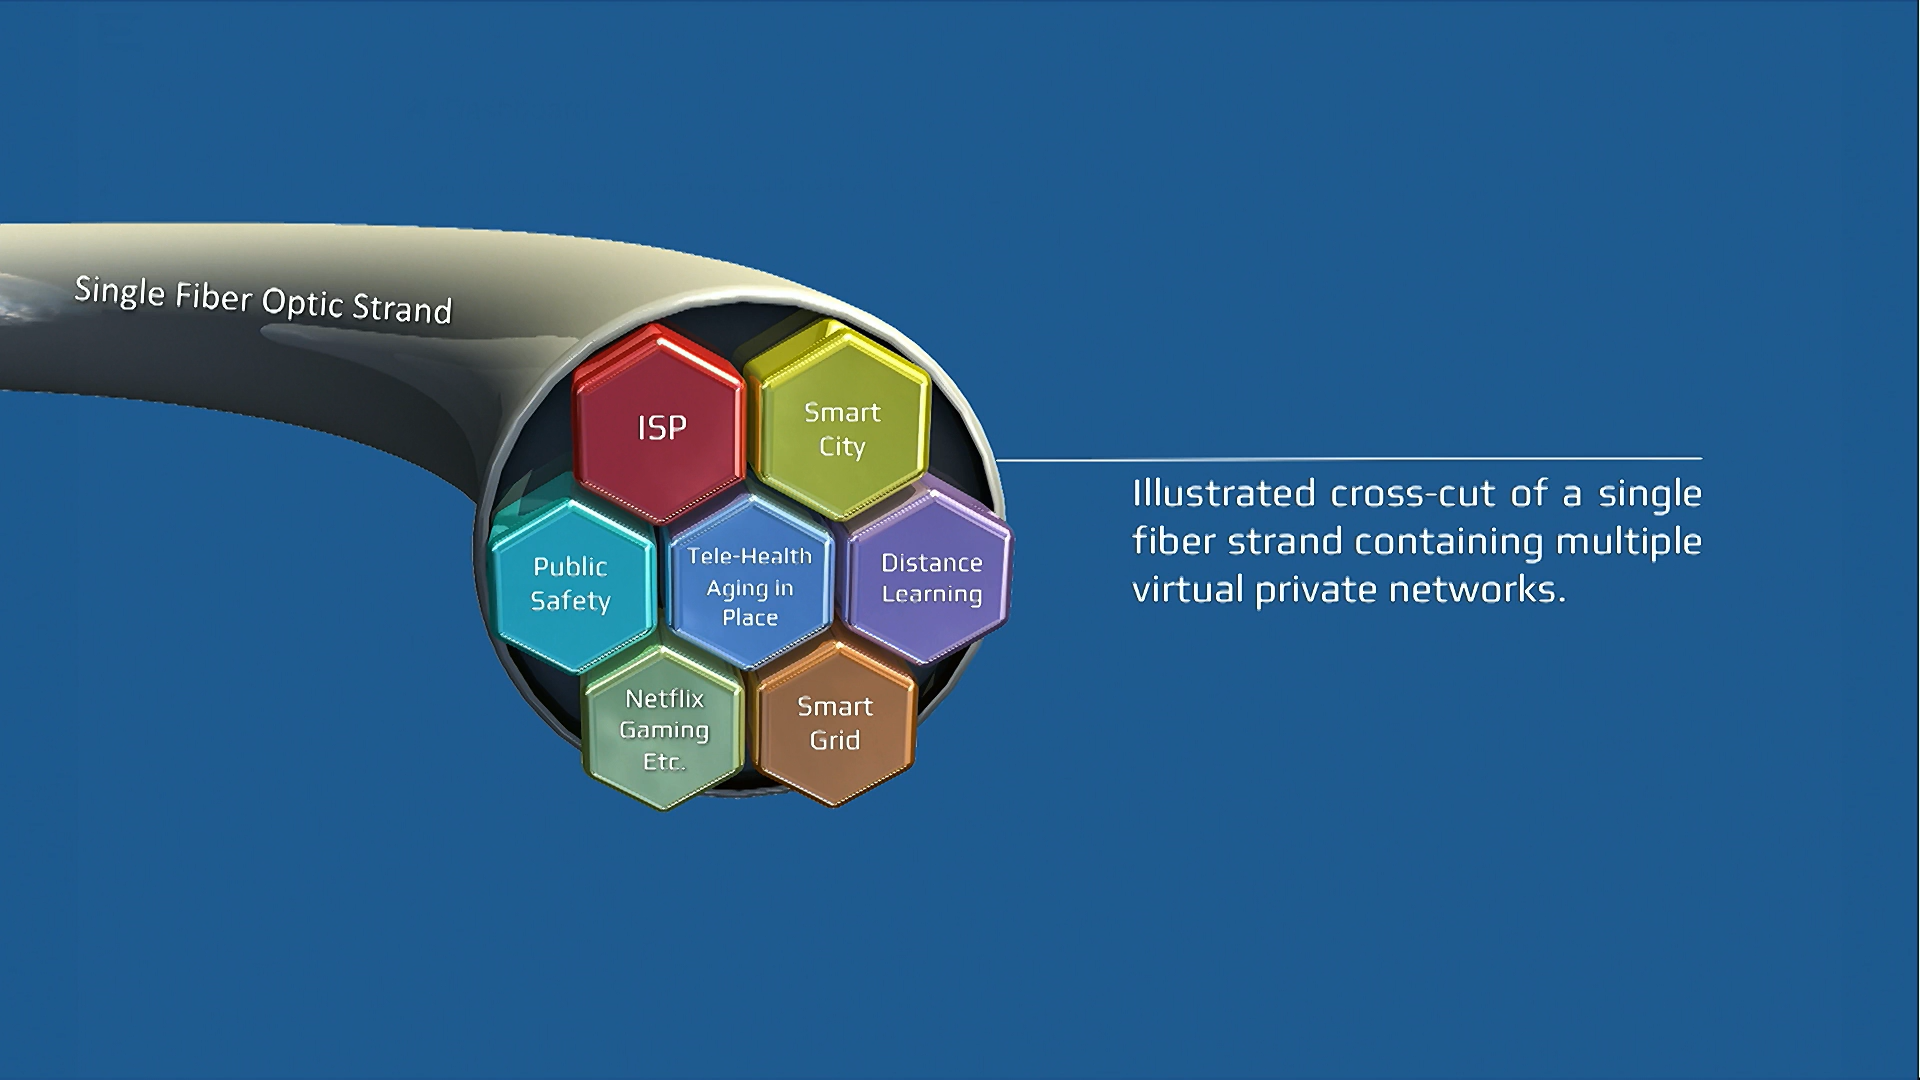 Single Fiber Optic Strand
ISP
Smart
City
Public
Safety
Tele-Health
Aging in
Place
Distance
Learning
Netflix
Gaming
Etc.
Smart
Grid
Illustrated cross-cut of a single
fiber strand containing multiple
virtual private networks.